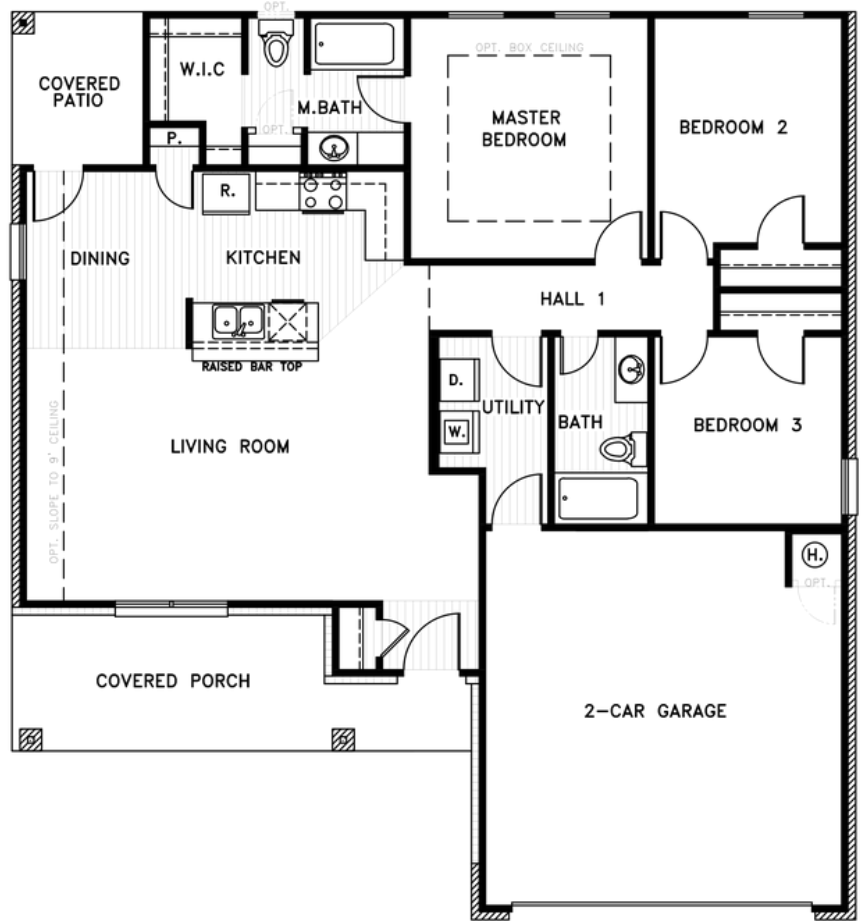 OPT.
W.I.C
COVERED
PATIO
M.BATH
OPT.
P.
OPT. BOX CEILING
MASTER
BEDROOM
BEDROOM 2
R.
DINING
KITCHEN
HALL 1
RAISED BAR TOP
D.
W.
UTILITY
BATH
BEDROOM 3
LIVING ROOM
OPT. SLOPE TO 9' CEILING
H.
OPT.
COVERED PORCH
2-CAR GARAGE